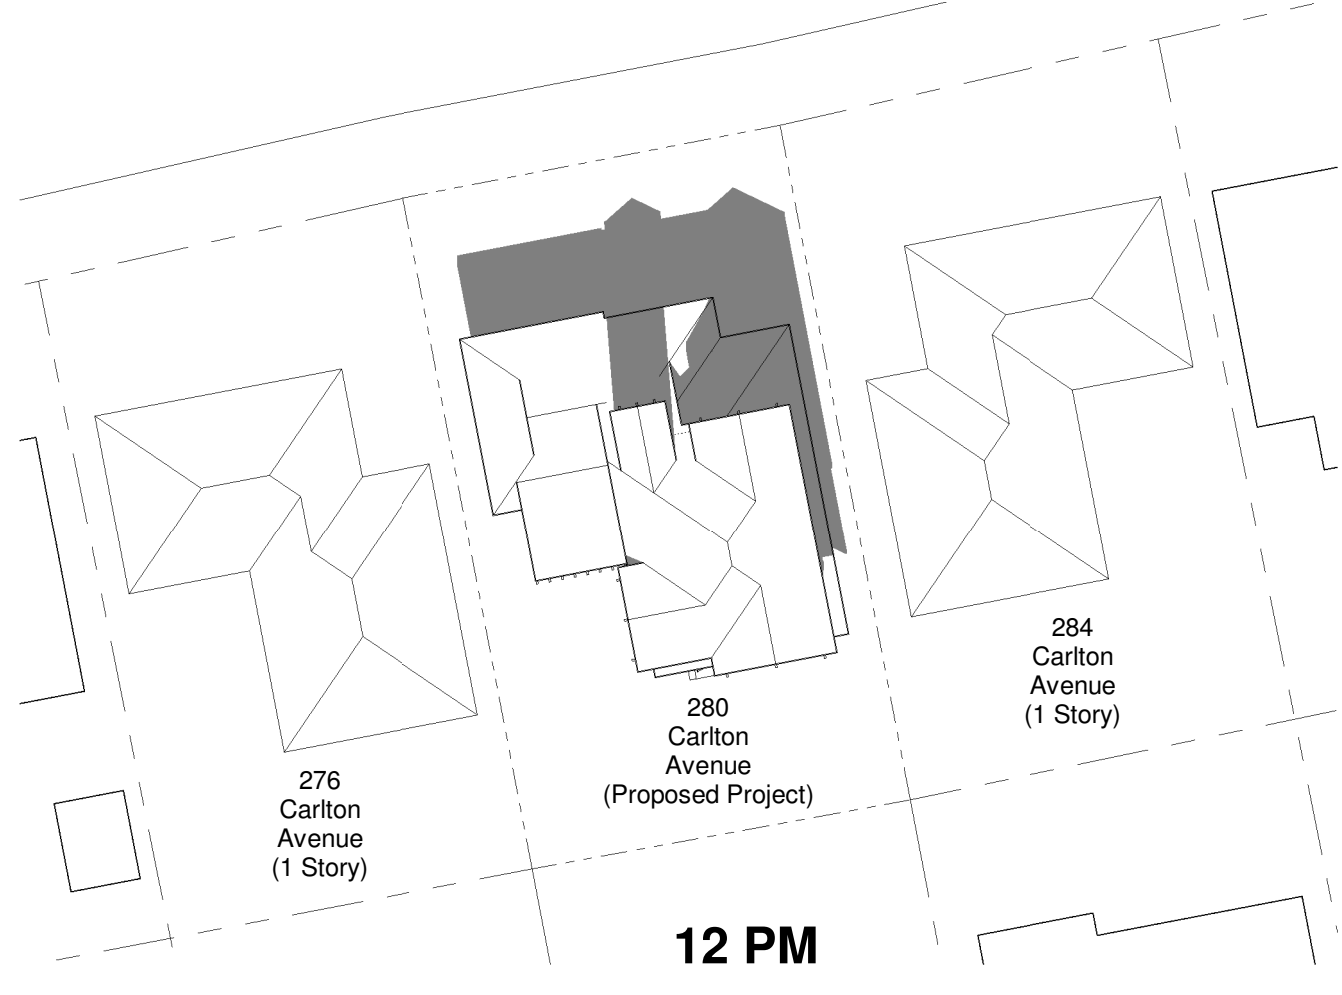 284
Carlton
Avenue
(1 Story)
280
Carlton
Avenue
(Proposed Project)
276
Carlton
Avenue
(1 Story)
12 PM